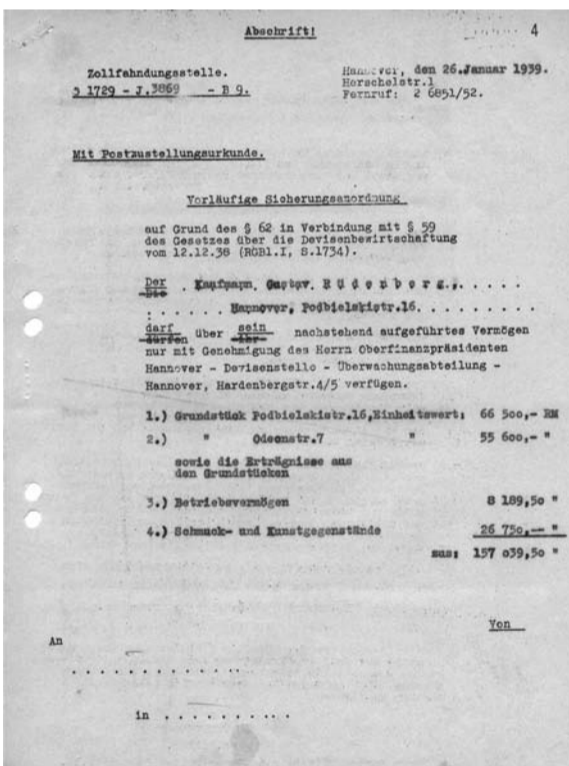 Abschrift!
4
Zollfahndungsstelle.
J 1729 - J.3869 - B 9.
Hannover, den 26.Januar 1939.
Herschelstr.1
Fernruf: 2 6851/52.
Mit Postzustellungsurkunde.
Vorläufige Sicherungsanordnung
auf Grund des § 62 in Verbindung mit § 59
des Gesetzes über die Devisenbewirtschaftung
vom 12.12.38 (RGBl.I, S.1734).
Der
Die
. Kaufmann. Gustav. R ü d e n b e r g.,. . . . . .
. . . . . . Hannover, Podbielskistr.16. . . . . . . . . .
darf über sein nachstehend aufgeführtes Vermögen
dürfen ihr
nur mit Genehmigung des Herrn Oberfinanzpräsidenten
Hannover - Devisenstelle - Überwachungsabteilung -
Hannover, Hardenbergstr.4/5 verfügen.
1.) Grundstück Podbielskistr.16,Einheitswert: 66 500,- RM
2.) " Odeonstr.7 " 55 600,- "
sowie die Erträgnisse aus
den Grundstücken
3.) Betriebsvermögen 8 189,50 "
4.) Schmuck- und Kunstgegenstände 26 750,-- "
sus: 157 039,50 "
Von
An
. . . . . . . . . . . . .
in . . . . . . . . . .